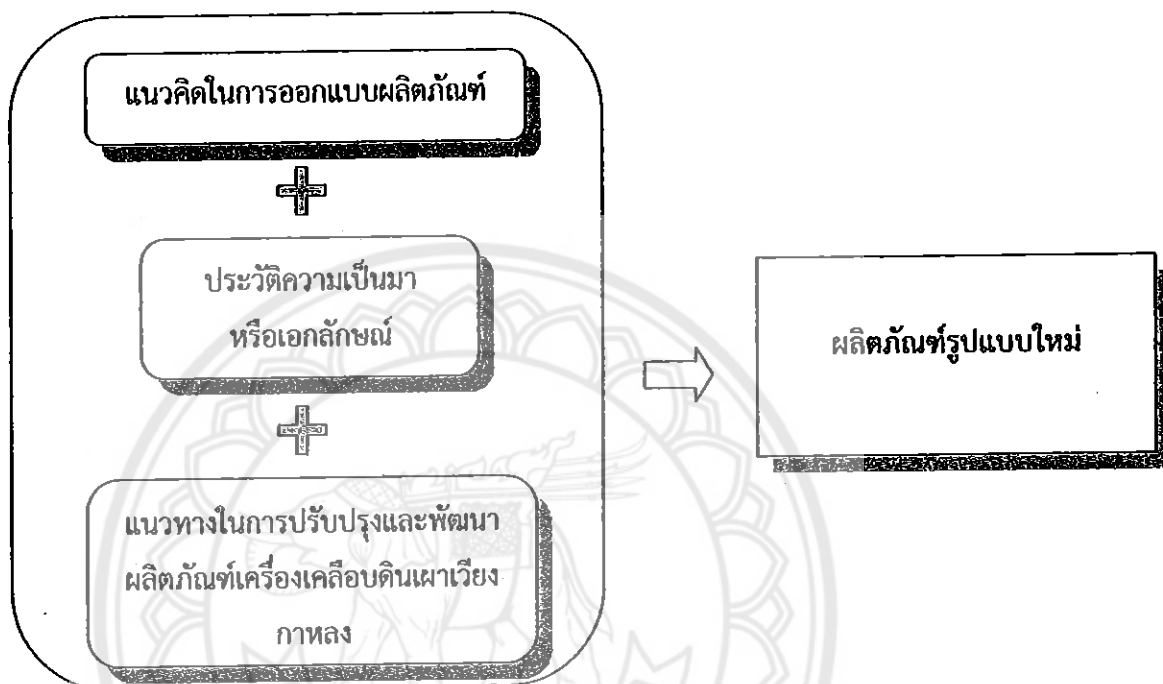 แนวคิดในการออกแบบผลิตภัณฑ์
ประวัติความเป็นมา
หรือเอกลักษณ์
แนวทางในการปรับปรุงและพัฒนา
ผลิตภัณฑ์เครื่องเคลือบดินเผาเวียง
กาหลง
ผลิตภัณฑ์รูปแบบใหม่